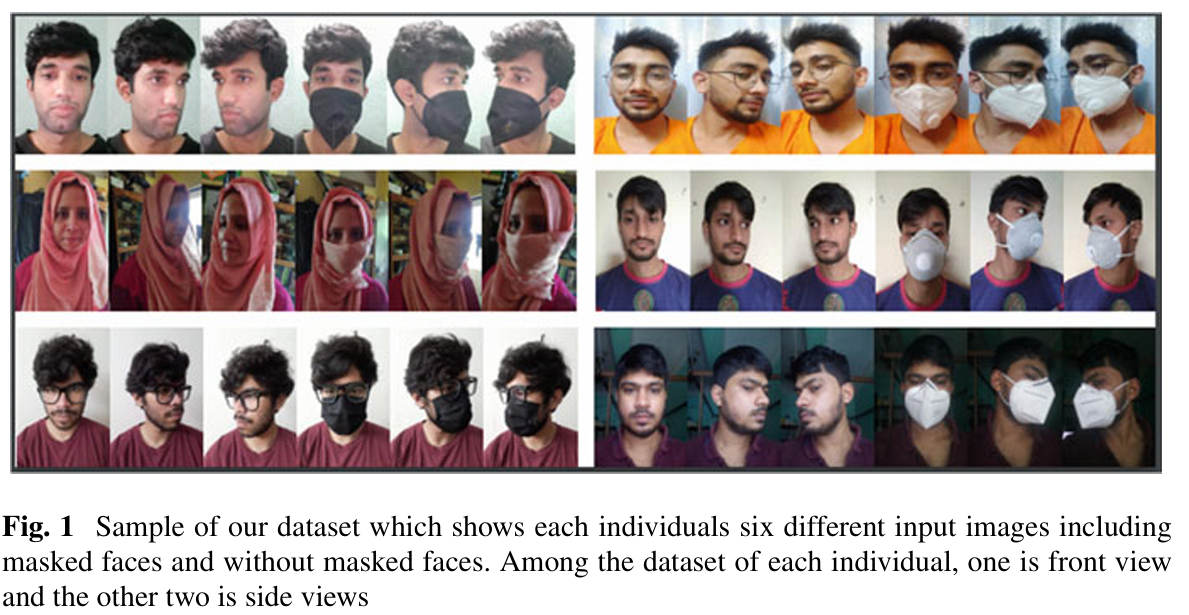 Fig. 1 Sample of our dataset which shows each individuals six different input images including
masked faces and without masked faces. Among the dataset of each individual, one is front view
and the other two is side views